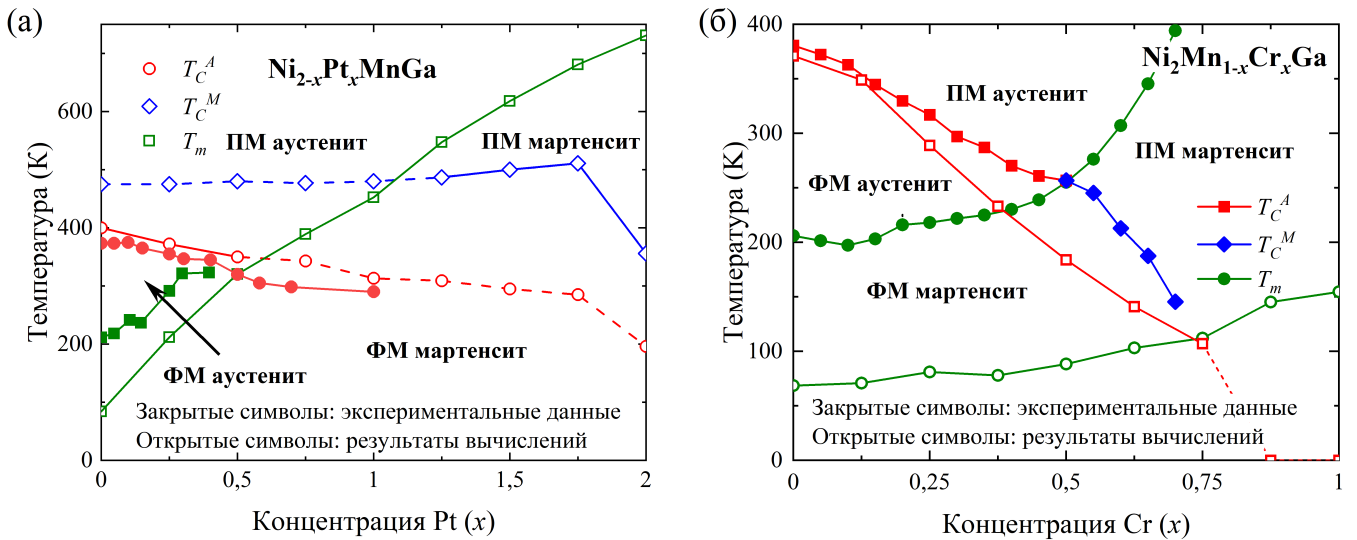 (а)
Температура (К)
600
400
200
0
T_C^A
T_C^M
T_m
Ni2-xPtxMnGa
ПМ аустенит
ПМ мартенсит
ФМ мартенсит
ФМ аустенит
Закрытые символы: экспериментальные данные
Открытые символы: результаты вычислений
0
0,5
1
1,5
2
Концентрация Pt (x)
(б)
Температура (К)
400
300
200
100
0
Ni2Mn1-xCrxGa
ПМ аустенит
ПМ мартенсит
ФМ аустенит
T_C^A
T_C^M
T_m
ФМ мартенсит
Закрытые символы: экспериментальные данные
Открытые символы: результаты вычислений
0
0,25
0,5
0,75
1
Концентрация Cr (x)